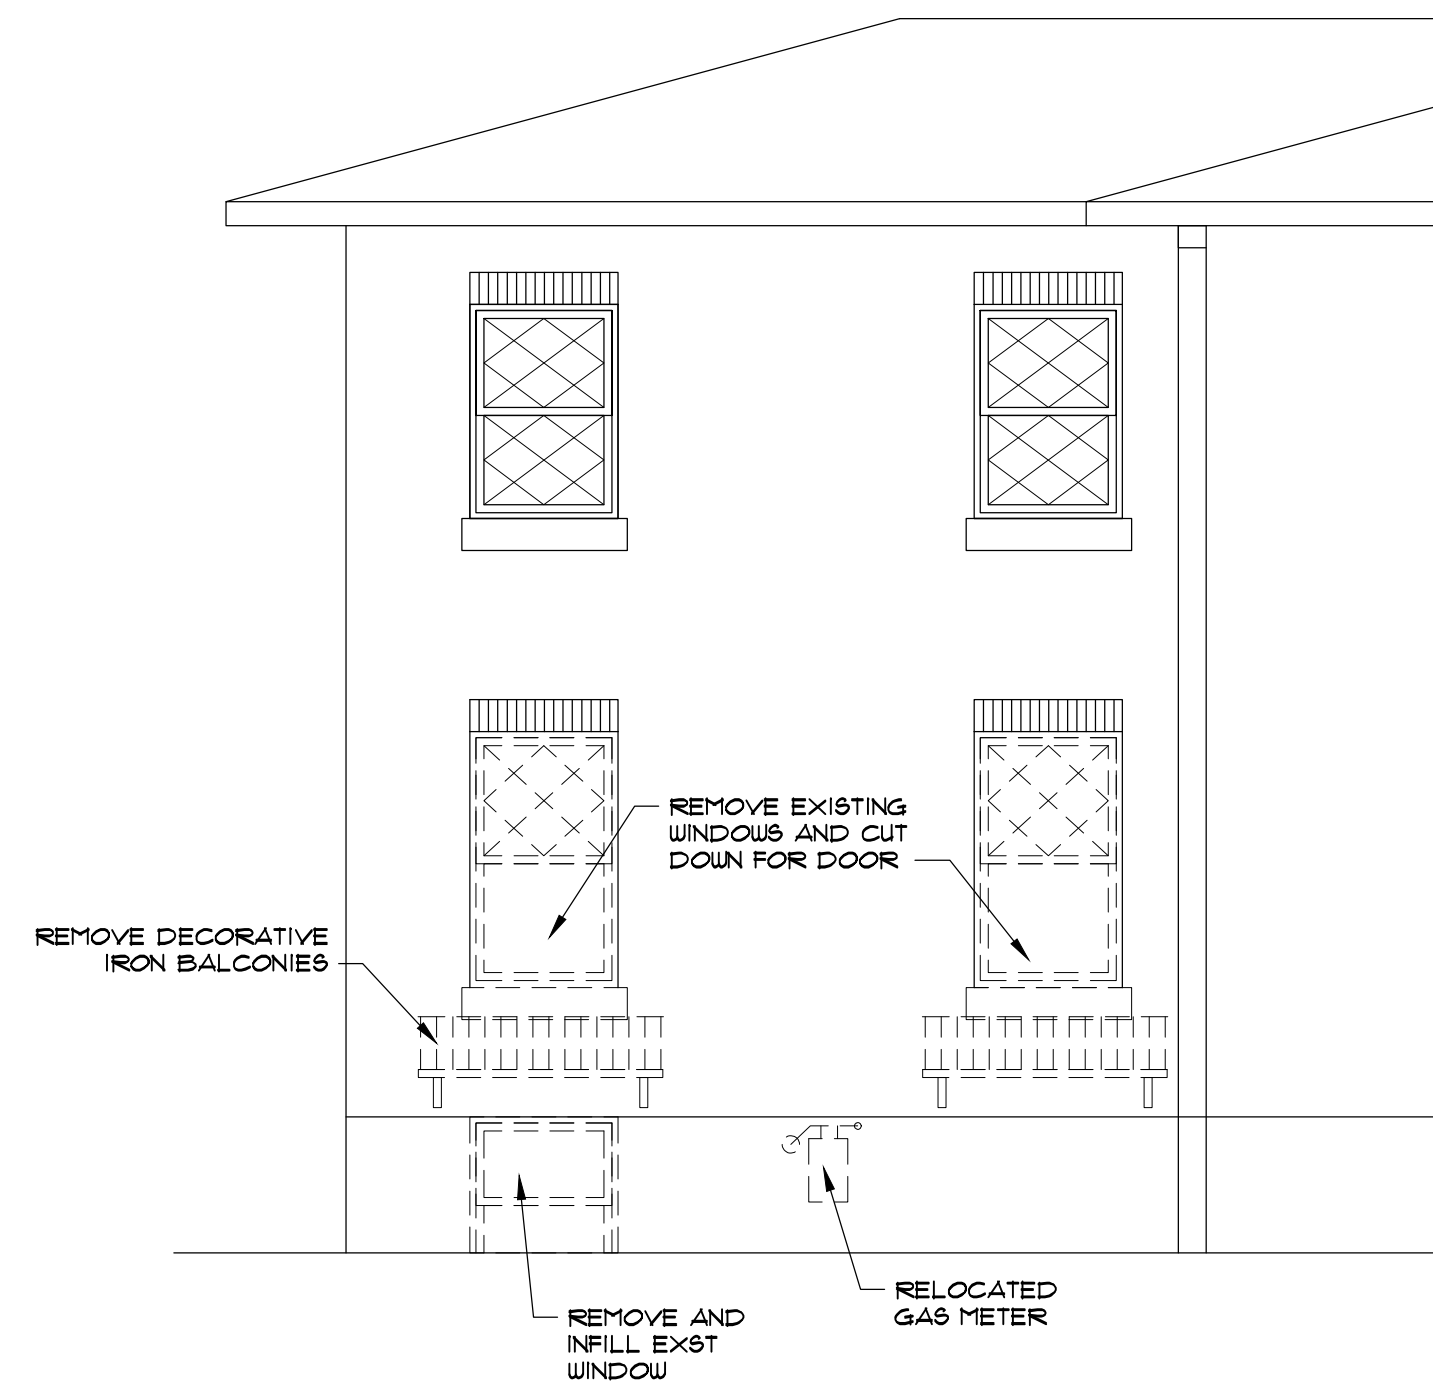 REMOVE EXISTING
WINDOWS AND CUT
DOWN FOR DOOR
REMOVE DECORATIVE
IRON BALCONIES
RELOCATED
GAS METER
REMOVE AND
INFILL EXST
WINDOW